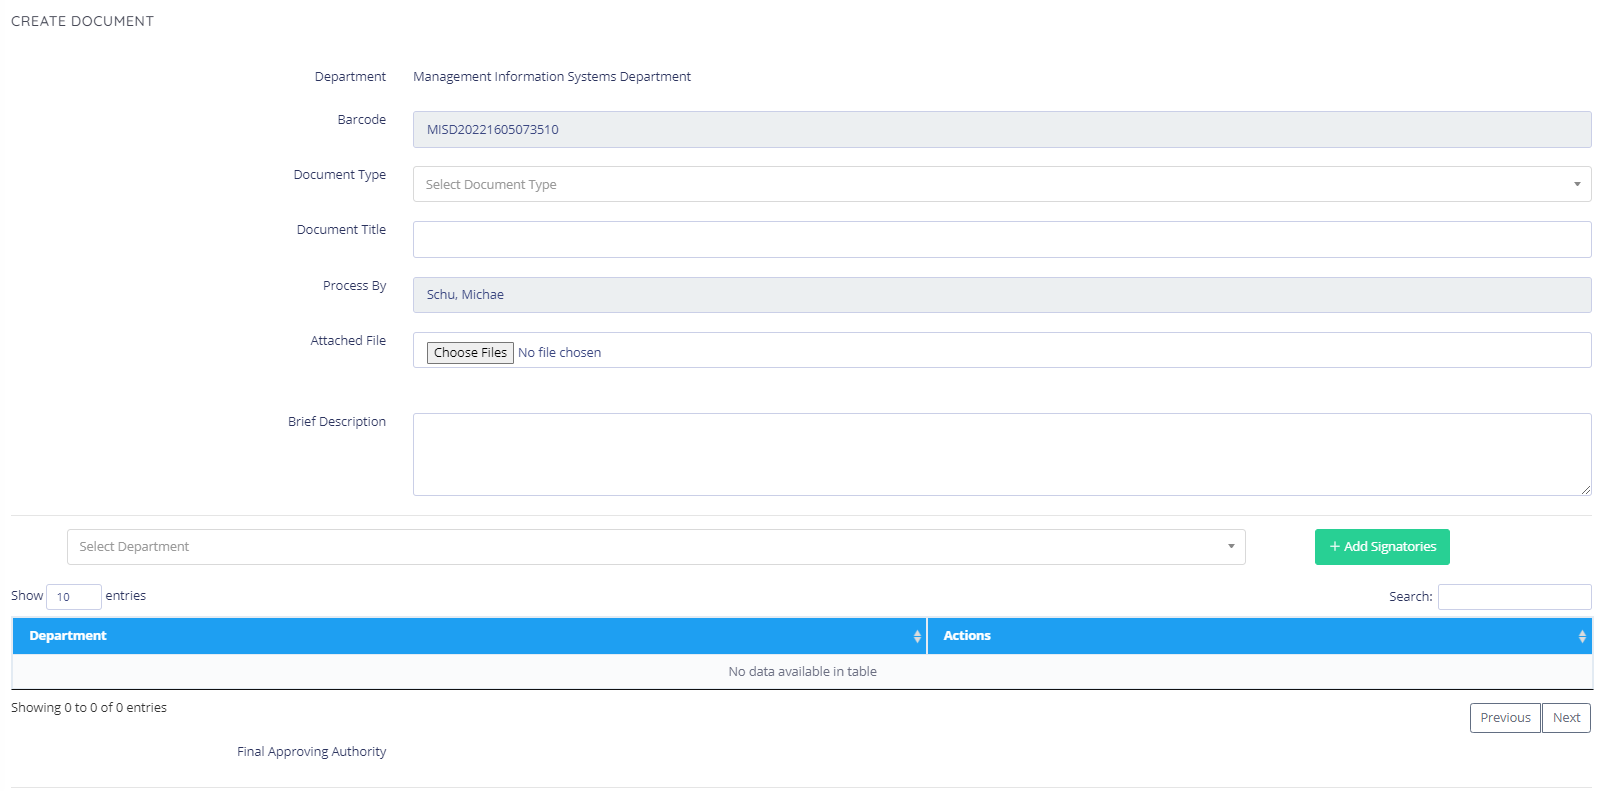 CREATE DOCUMENT
Department Management Information Systems Department
Barcode MISD20221605073510
Document Type Select Document Type
Document Title
Process By Schu, Michae
Attached File Choose Files No file chosen
Brief Description
Select Department + Add Signatories
Show 10 entries Search:
Department Actions
No data available in table
Showing 0 to 0 of 0 entries Previous Next
Final Approving Authority